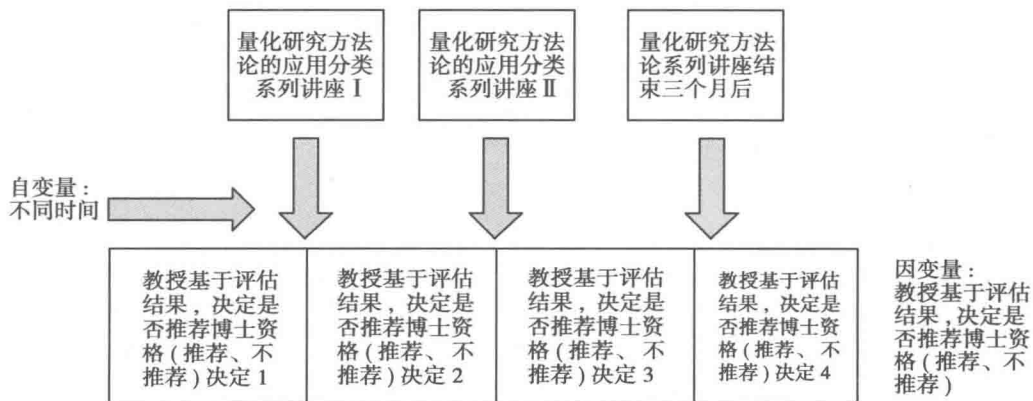 量化研究方法
论的应用分类
系列讲座Ⅰ
量化研究方法
论的应用分类
系列讲座Ⅱ
量化研究方法
论系列讲座结
束三个月后
自变量：
不同时间
教授基于评估
结果，决定是
否推荐博士资
格(推荐、不
推荐)决定1
教授基于评估
结果，决定是
否推荐博士资
格(推荐、不
推荐)决定2
教授基于评估
结果，决定是
否推荐博士资
格(推荐、不
推荐)决定3
教授基于评估
结果，决定是
否推荐博士资
格(推荐、不
推荐)决定4
因变量：
教授基于评估
结果，决定是
否推荐博士资
格(推荐、不
推荐)